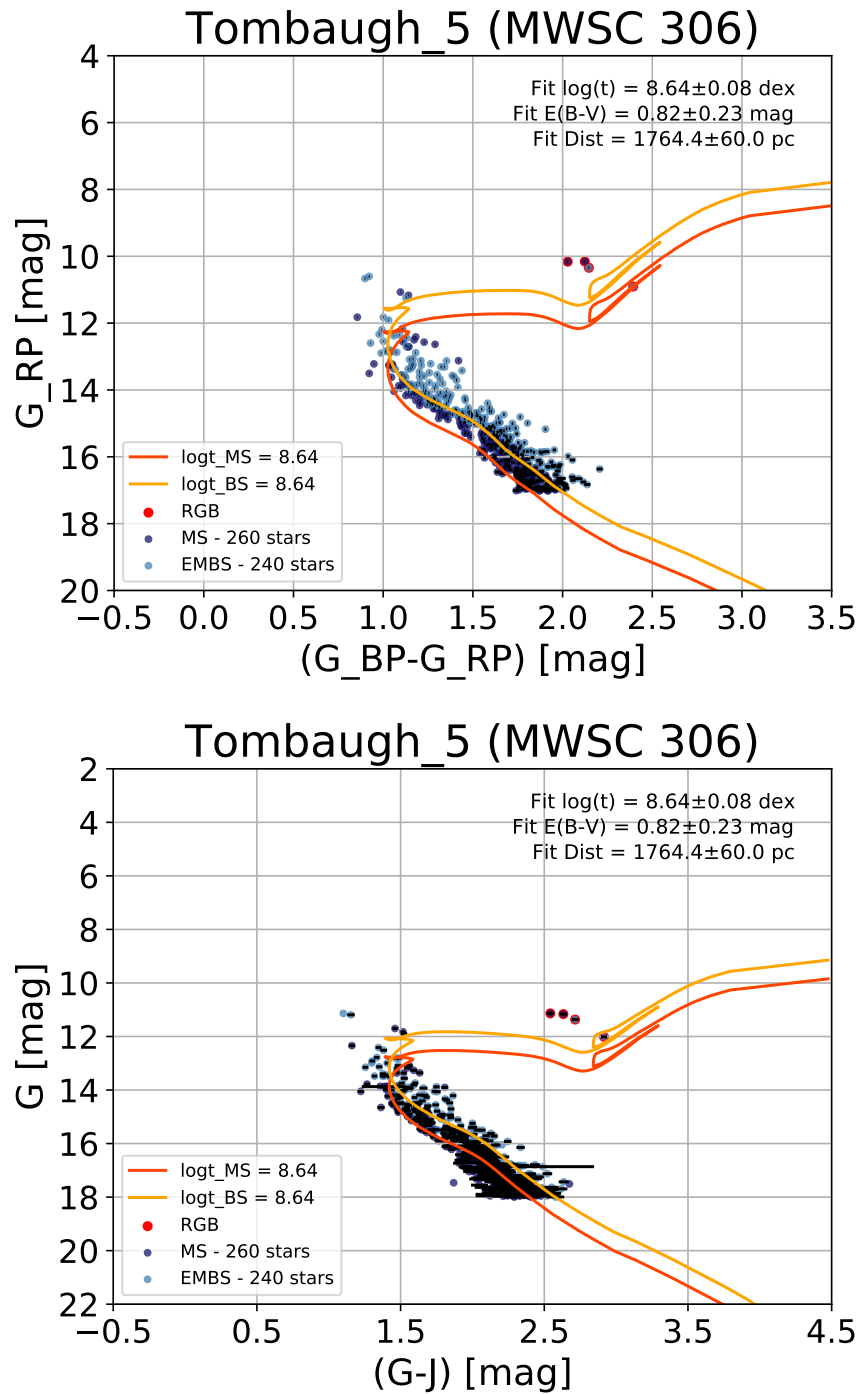 Tombaugh_5 (MWSC 306)
4
Fit log(t) = 8.64±0.08 dex
Fit E(B-V) = 0.82±0.23 mag
6
Fit Dist = 1764.4±60.0 pc
8
10
12
14
16
18
20
G_RP [mag]
logt_MS = 8.64
logt_BS = 8.64
RGB
MS - 260 stars
EMBS - 240 stars
−0.5 0.0 0.5 1.0 1.5 2.0 2.5 3.0 3.5
(G_BP-G_RP) [mag]
Tombaugh_5 (MWSC 306)
2
Fit log(t) = 8.64±0.08 dex
4
Fit E(B-V) = 0.82±0.23 mag
Fit Dist = 1764.4±60.0 pc
6
8
10
12
14
16
18
20
22
G [mag]
logt_MS = 8.64
logt_BS = 8.64
RGB
MS - 260 stars
EMBS - 240 stars
−0.5 0.5 1.5 2.5 3.5 4.5
(G-J) [mag]